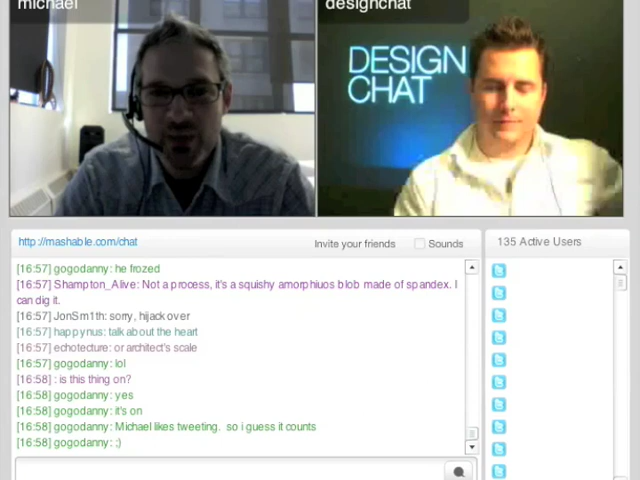 michael
designchat
DESIGN
CHAT
http://mashable.com/chat
Invite your friends
Sounds
135 Active Users
[16:57] gogodanny: he frozed
[16:57] Shampton_Alive: Not a process, it's a squishy amorphiuos blob made of spandex. I
can dig it.
[16:57] JonSm1th: sorry, hijack over
[16:57] happynus: talk about the heart
[16:57] echotecture: or architect's scale
[16:57] gogodanny: lol
[16:58] : is this thing on?
[16:58] gogodanny: yes
[16:58] gogodanny: it's on
[16:58] gogodanny: Michael likes tweeting. so i guess it counts
[16:58] gogodanny: ;)